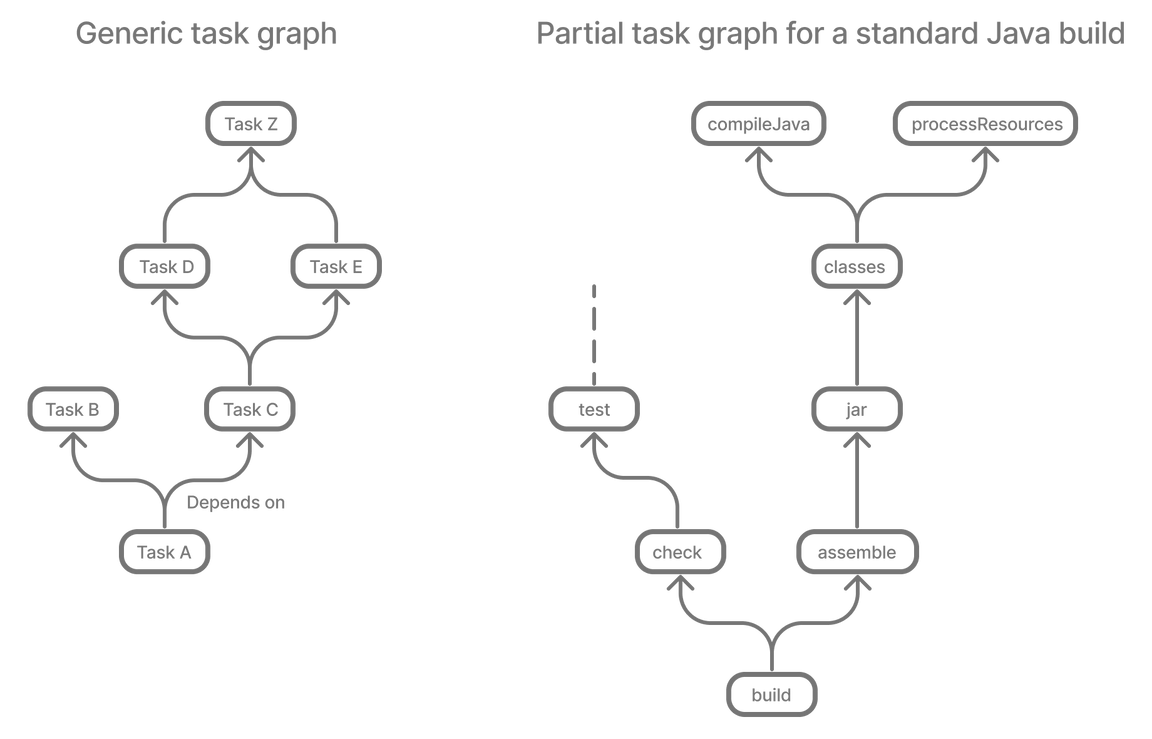 Generic task graph
Task Z
Task D
Task E
Task B
Task C
Depends on
Task A
Partial task graph for a standard Java build
compileJava
processResources
classes
test
jar
check
assemble
build